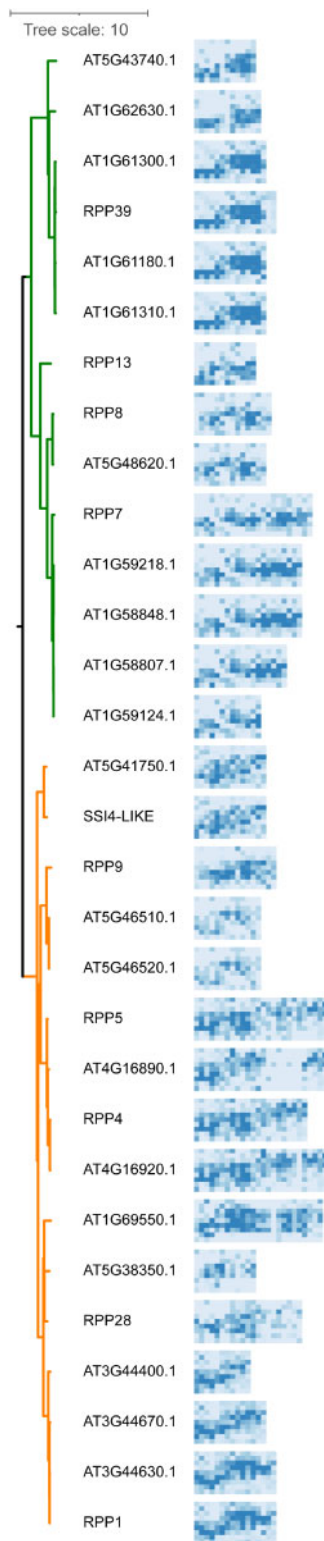 Tree scale: 10
AT5G43740.1
AT1G62630.1
AT1G61300.1
RPP39
AT1G61180.1
AT1G61310.1
RPP13
RPP8
AT5G48620.1
RPP7
AT1G59218.1
AT1G58848.1
AT1G58807.1
AT1G59124.1
AT5G41750.1
SSI4-LIKE
RPP9
AT5G46510.1
AT5G46520.1
RPP5
AT4G16890.1
RPP4
AT4G16920.1
AT1G69550.1
AT5G38350.1
RPP28
AT3G44400.1
AT3G44670.1
AT3G44630.1
RPP1